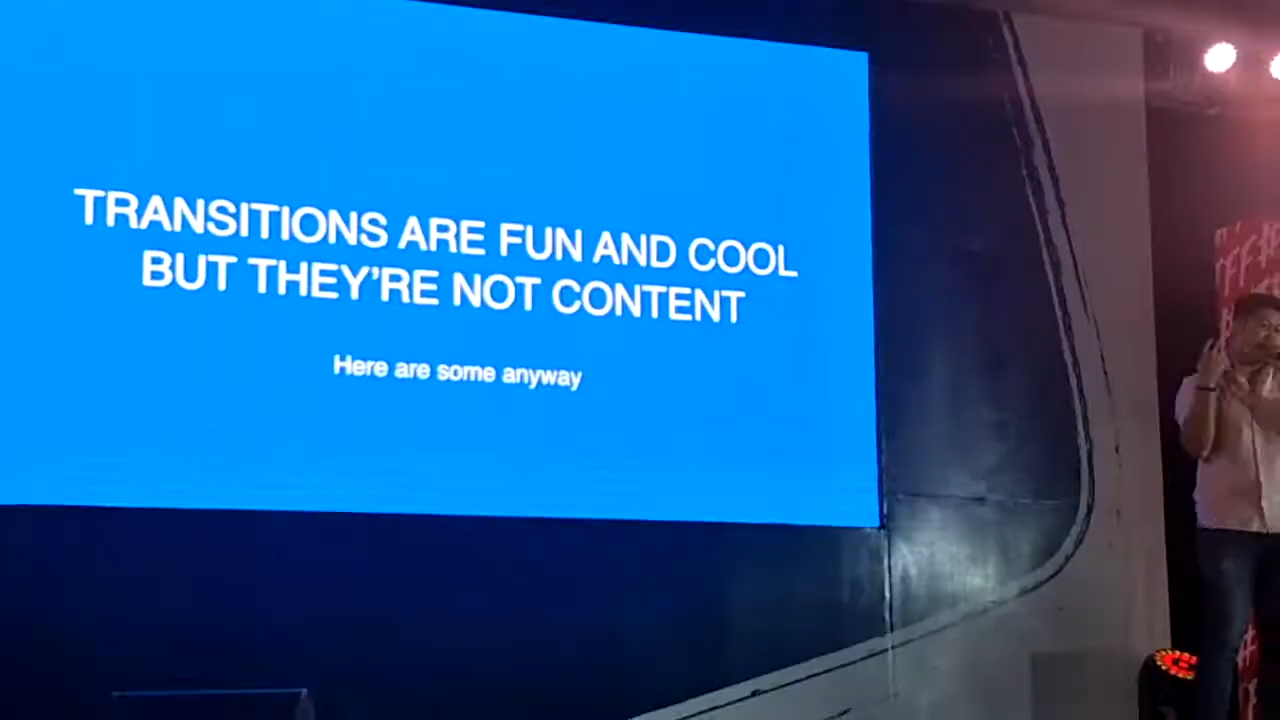 TRANSITIONS ARE FUN AND COOL
BUT THEY’RE NOT CONTENT
Here are some anyway